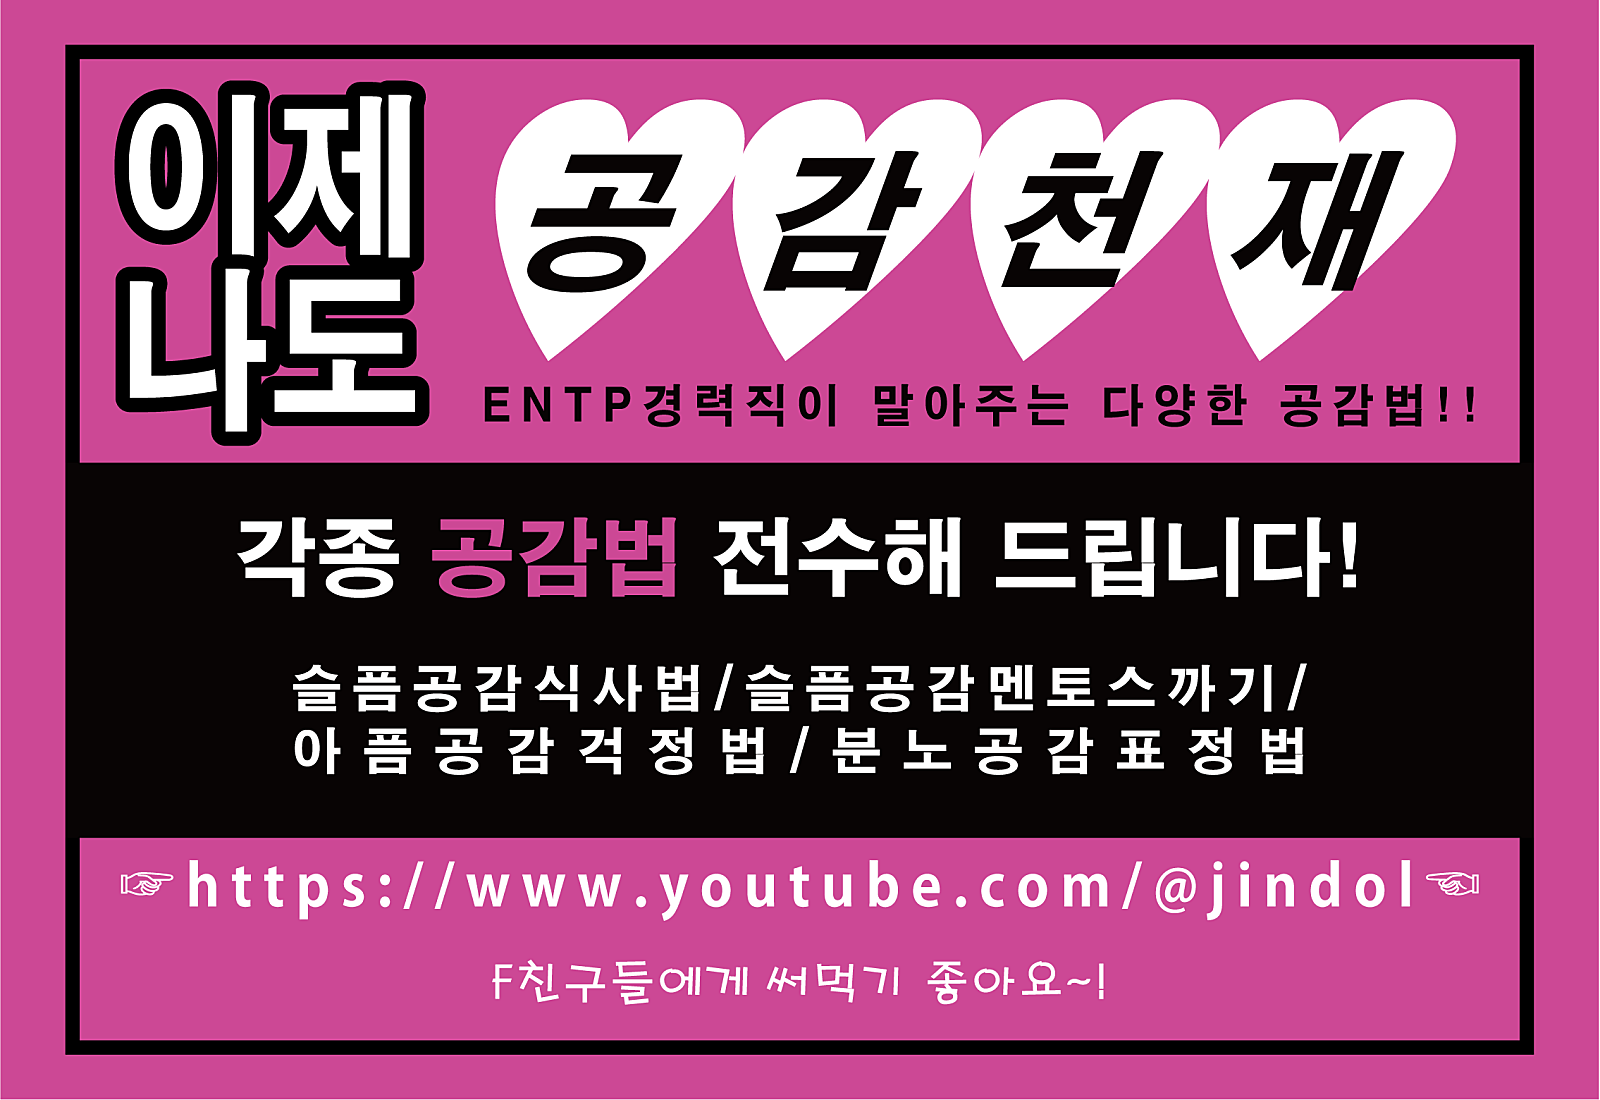 이제
나도
공감천재
ENTP경력직이 말아주는 다양한 공감법!!
각종 공감법 전수해 드립니다!
슬픔공감식사법/슬픔공감멘토스까기/
아픔공감걱정법/분노공감표정법
☞https://www.youtube.com/@jindol☜
F친구들에게 써먹기 좋아요~!